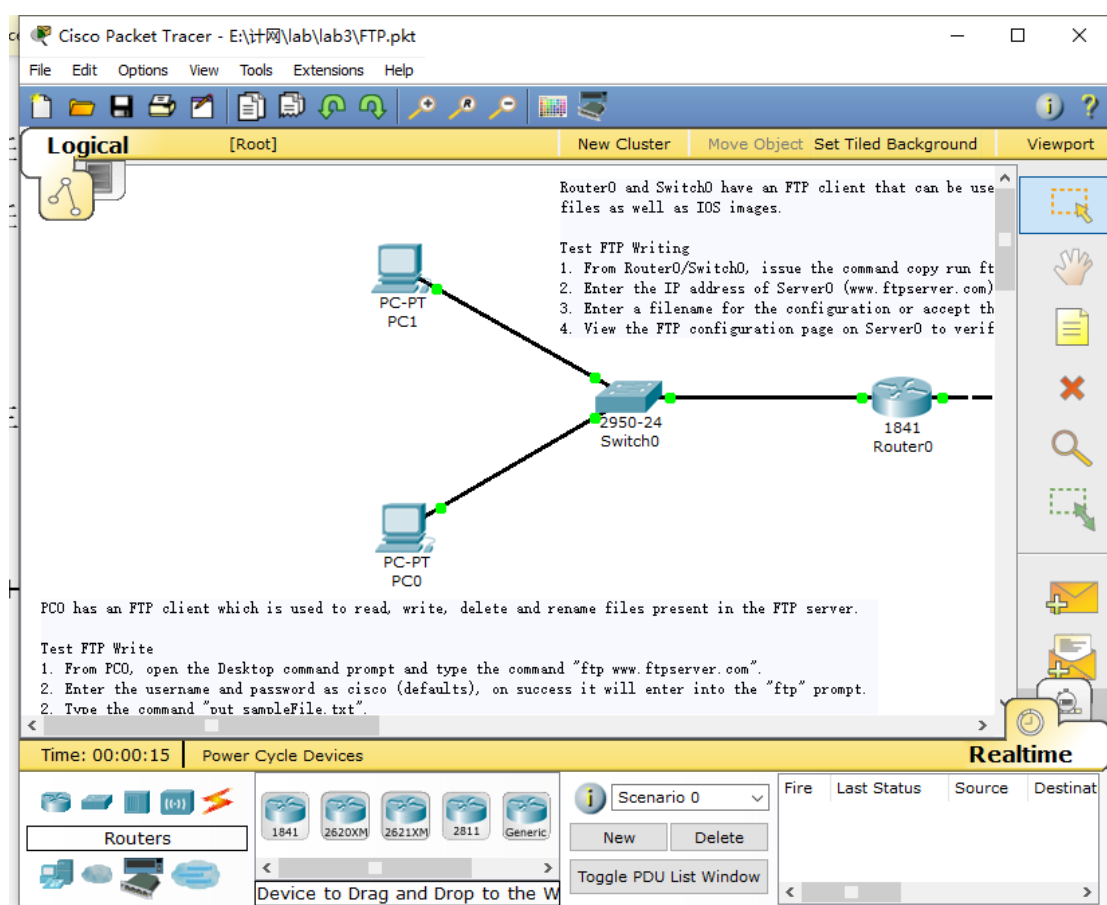 Cisco Packet Tracer - E:\计网\lab\lab3\FTP.pkt
File Edit Options View Tools Extensions Help
Logical [Root] New Cluster Move Object Set Tiled Background Viewport
Router0 and Switch0 have an FTP client that can be use
files as well as IOS images.
Test FTP Writing
1. From Router0/Switch0, issue the command copy run ft
2. Enter the IP address of Server0 (www.ftpserver.com)
3. Enter a filename for the configuration or accept th
4. View the FTP configuration page on Server0 to verif
PC-PT
PC1
2950-24
Switch0
1841
Router0
PC-PT
PC0
PC0 has an FTP client which is used to read, write, delete and rename files present in the FTP server.
Test FTP Write
1. From PC0, open the Desktop command prompt and type the command "ftp www.ftpserver.com".
2. Enter the username and password as cisco (defaults), on success it will enter into the "ftp" prompt.
2. Type the command "put sampleFile.txt".
Time: 00:00:15 Power Cycle Devices Realtime
Routers
1841 2620XM 2621XM 2811 Generic
Device to Drag and Drop to the W
Scenario 0
New Delete
Toggle PDU List Window
Fire Last Status Source Destinat